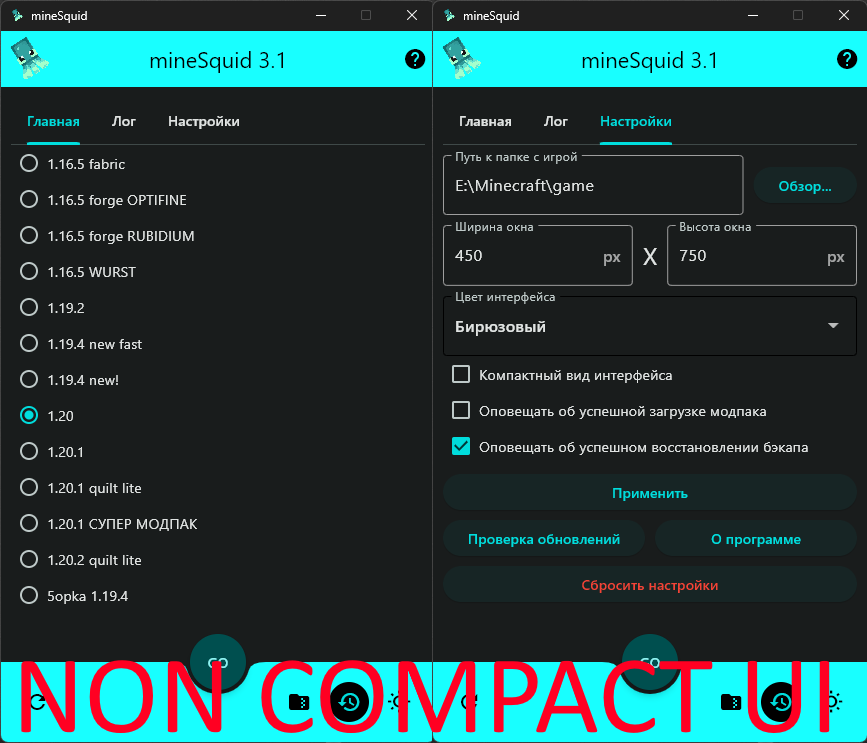 mineSquid
mineSquid 3.1
Главная Лог Настройки
1.16.5 fabric
1.16.5 forge OPTIFINE
1.16.5 forge RUBIDIUM
1.16.5 WURST
1.19.2
1.19.4 new fast
1.19.4 new!
1.20
1.20.1
1.20.1 quilt lite
1.20.1 СУПЕР МОДПАК
1.20.2 quilt lite
5opka 1.19.4
GO
mineSquid
mineSquid 3.1
Главная Лог Настройки
Путь к папке с игрой
E:\Minecraft\game
Обзор...
Ширина окна
450 px
X
Высота окна
750 px
Цвет интерфейса
Бирюзовый
Компактный вид интерфейса
Оповещать об успешной загрузке модпака
Оповещать об успешном восстановлении бэкапа
Применить
Проверка обновлений
О программе
Сбросить настройки
GO
NON COMPACT UI